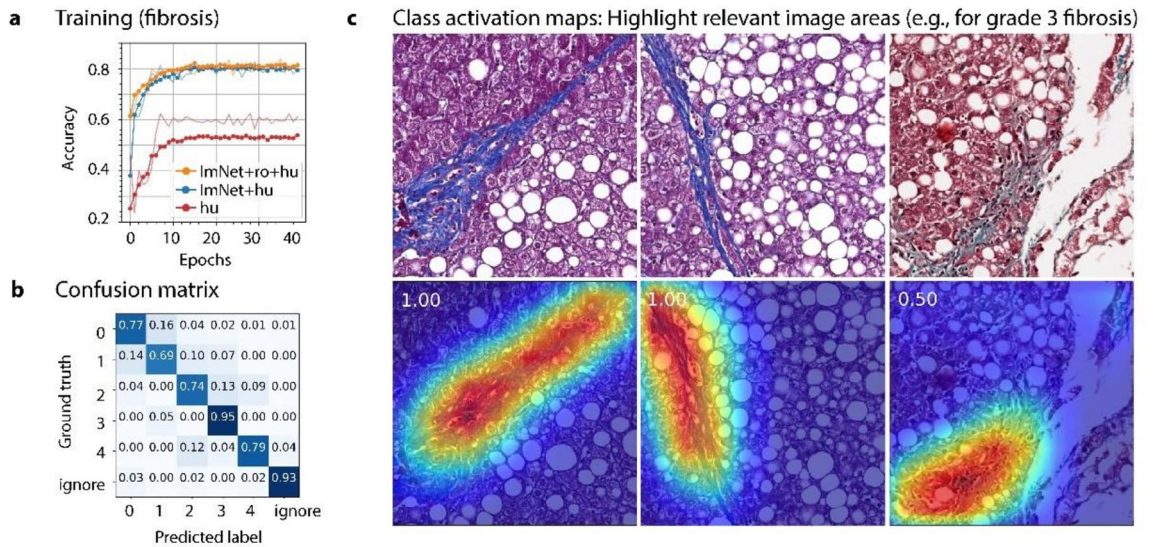 a Training (fibrosis)
0.8
0.6
0.4
0.2
Accuracy
ImNet+ro+hu
ImNet+hu
hu
0 10 20 30 40
Epochs
b Confusion matrix
Ground truth
0 0.77 0.16 0.04 0.02 0.01 0.01
1 0.14 0.69 0.10 0.07 0.00 0.00
2 0.04 0.00 0.74 0.13 0.09 0.00
3 0.00 0.05 0.00 0.95 0.00 0.00
4 0.00 0.00 0.12 0.04 0.79 0.04
ignore 0.03 0.00 0.02 0.00 0.02 0.93
0 1 2 3 4 ignore
Predicted label
c Class activation maps: Highlight relevant image areas (e.g., for grade 3 fibrosis)
1.00 1.00 0.50